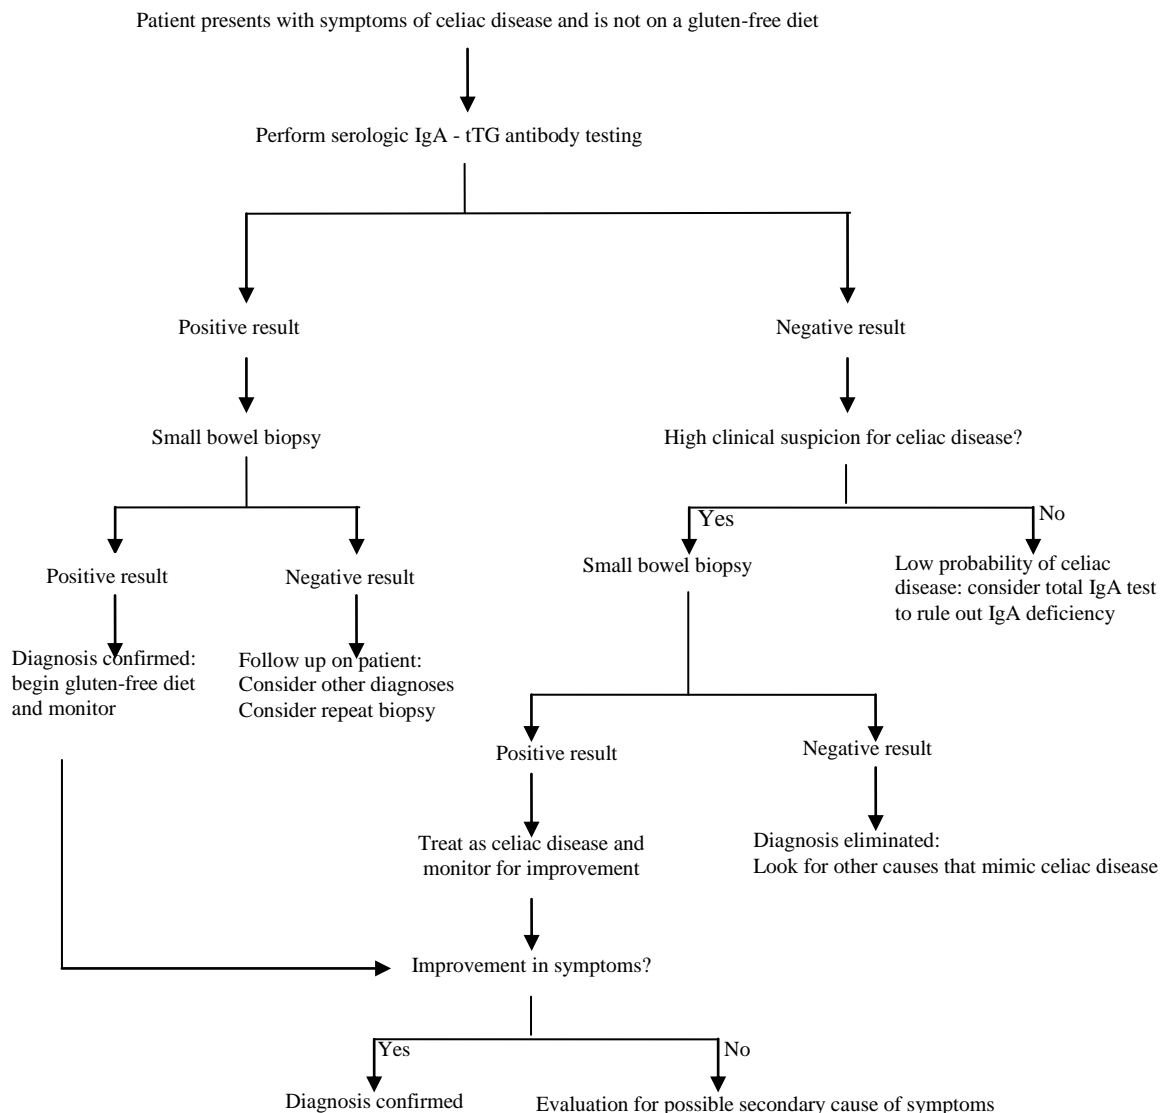 Patient presents with symptoms of celiac disease and is not on a gluten-free diet
Perform serologic IgA - tTG antibody testing
Positive result
Negative result
Small bowel biopsy
High clinical suspicion for celiac disease?
Yes
No
Positive result
Negative result
Small bowel biopsy
Low probability of celiac
disease: consider total IgA test
to rule out IgA deficiency
Diagnosis confirmed:
begin gluten-free diet
and monitor
Follow up on patient:
Consider other diagnoses
Consider repeat biopsy
Positive result
Negative result
Treat as celiac disease and
monitor for improvement
Diagnosis eliminated:
Look for other causes that mimic celiac disease
Improvement in symptoms?
Yes
No
Diagnosis confirmed
Evaluation for possible secondary cause of symptoms